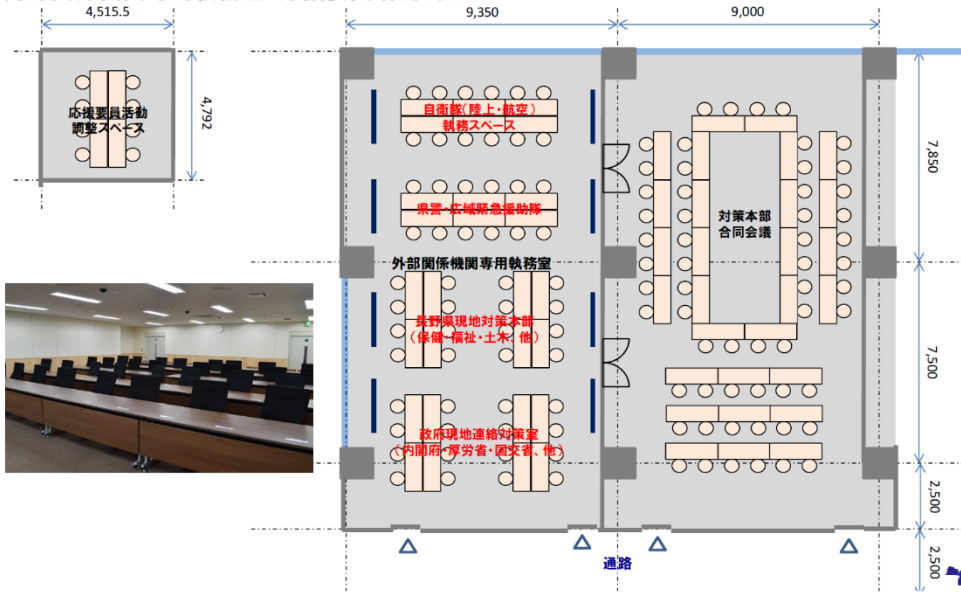 4,515.5
9,350
9,000
応援要員活動
調整スペース
4,792
自衛隊(陸上・航空)
執務スペース
県警・広域緊急援助隊
外部関係機関専用執務室
長野県現地対策本部
(保健・福祉・土木、他)
政府現地連絡対策室
(内閣府・厚労省・国交省、他)
対策本部
合同会議
7,850
7,500
2,500
2,500
通路